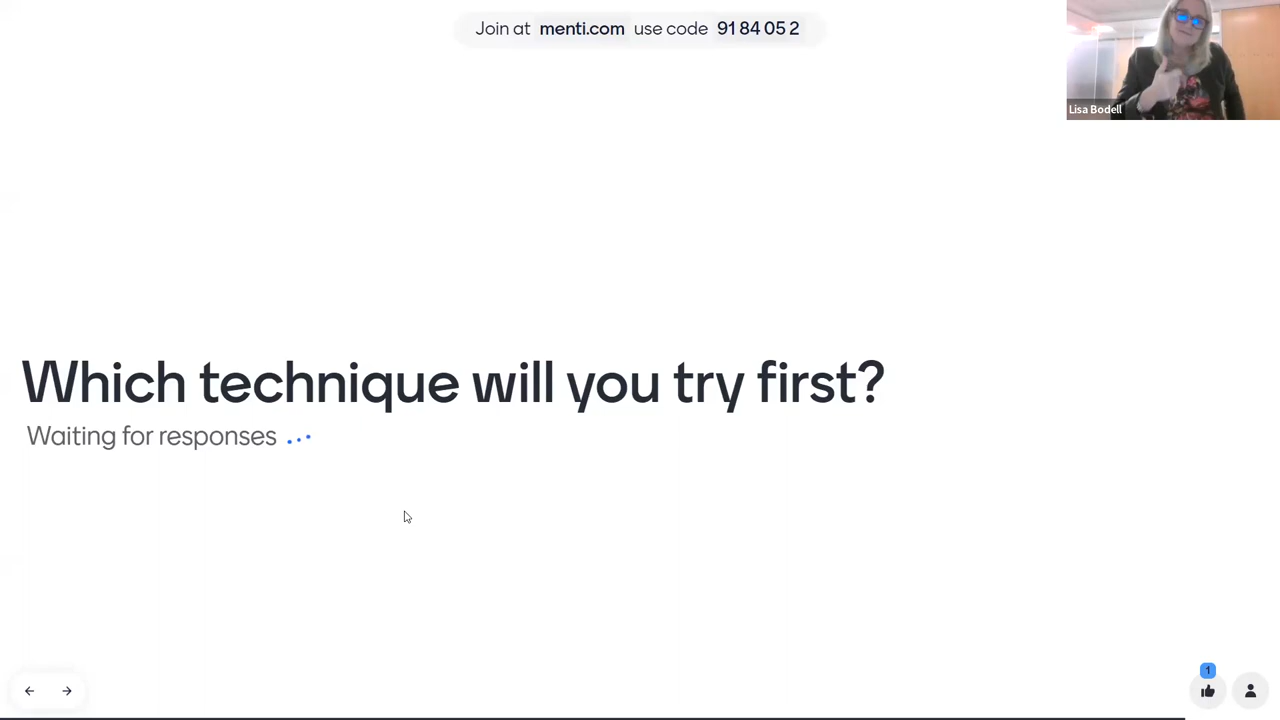 Join at menti.com use code 91 84 05 2
Lisa Bodell
Which technique will you try first?
Waiting for responses ...
1